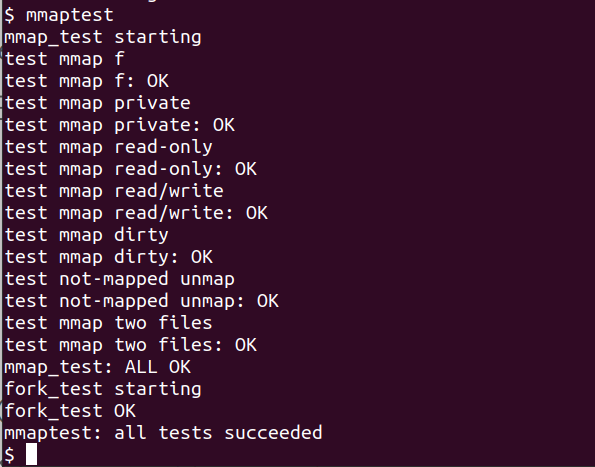 $ mmaptest
mmap_test starting
test mmap f
test mmap f: OK
test mmap private
test mmap private: OK
test mmap read-only
test mmap read-only: OK
test mmap read/write
test mmap read/write: OK
test mmap dirty
test mmap dirty: OK
test not-mapped unmap
test not-mapped unmap: OK
test mmap two files
test mmap two files: OK
mmap_test: ALL OK
fork_test starting
fork_test OK
mmaptest: all tests succeeded
$